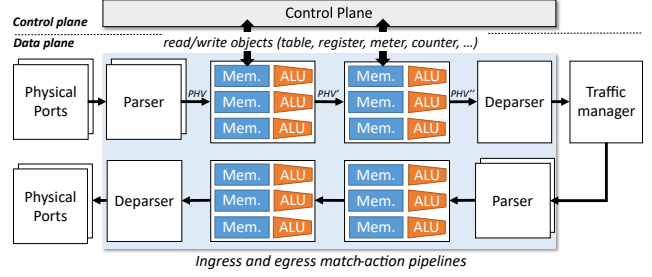 Control plane
Control Plane
Data plane
read/write objects (table, register, meter, counter, …)
Physical
Ports
Parser
PHV
Mem. ALU
Mem. ALU
Mem. ALU
PHV'
Mem. ALU
Mem. ALU
Mem. ALU
PHV''
Deparser
Traffic
manager
Physical
Ports
Deparser
Mem. ALU
Mem. ALU
Mem. ALU
Mem. ALU
Mem. ALU
Mem. ALU
Parser
Ingress and egress match-action pipelines